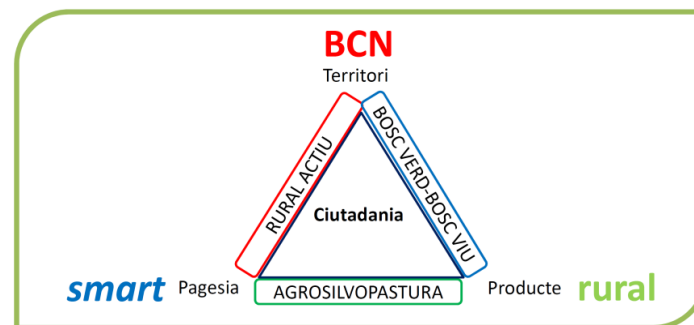 BCN
Territori
RURAL ACTIU
BOSC VERD-BOSC VIU
Ciutadania
smart Pagesia
AGROSILVOPASTURA
Producte rural